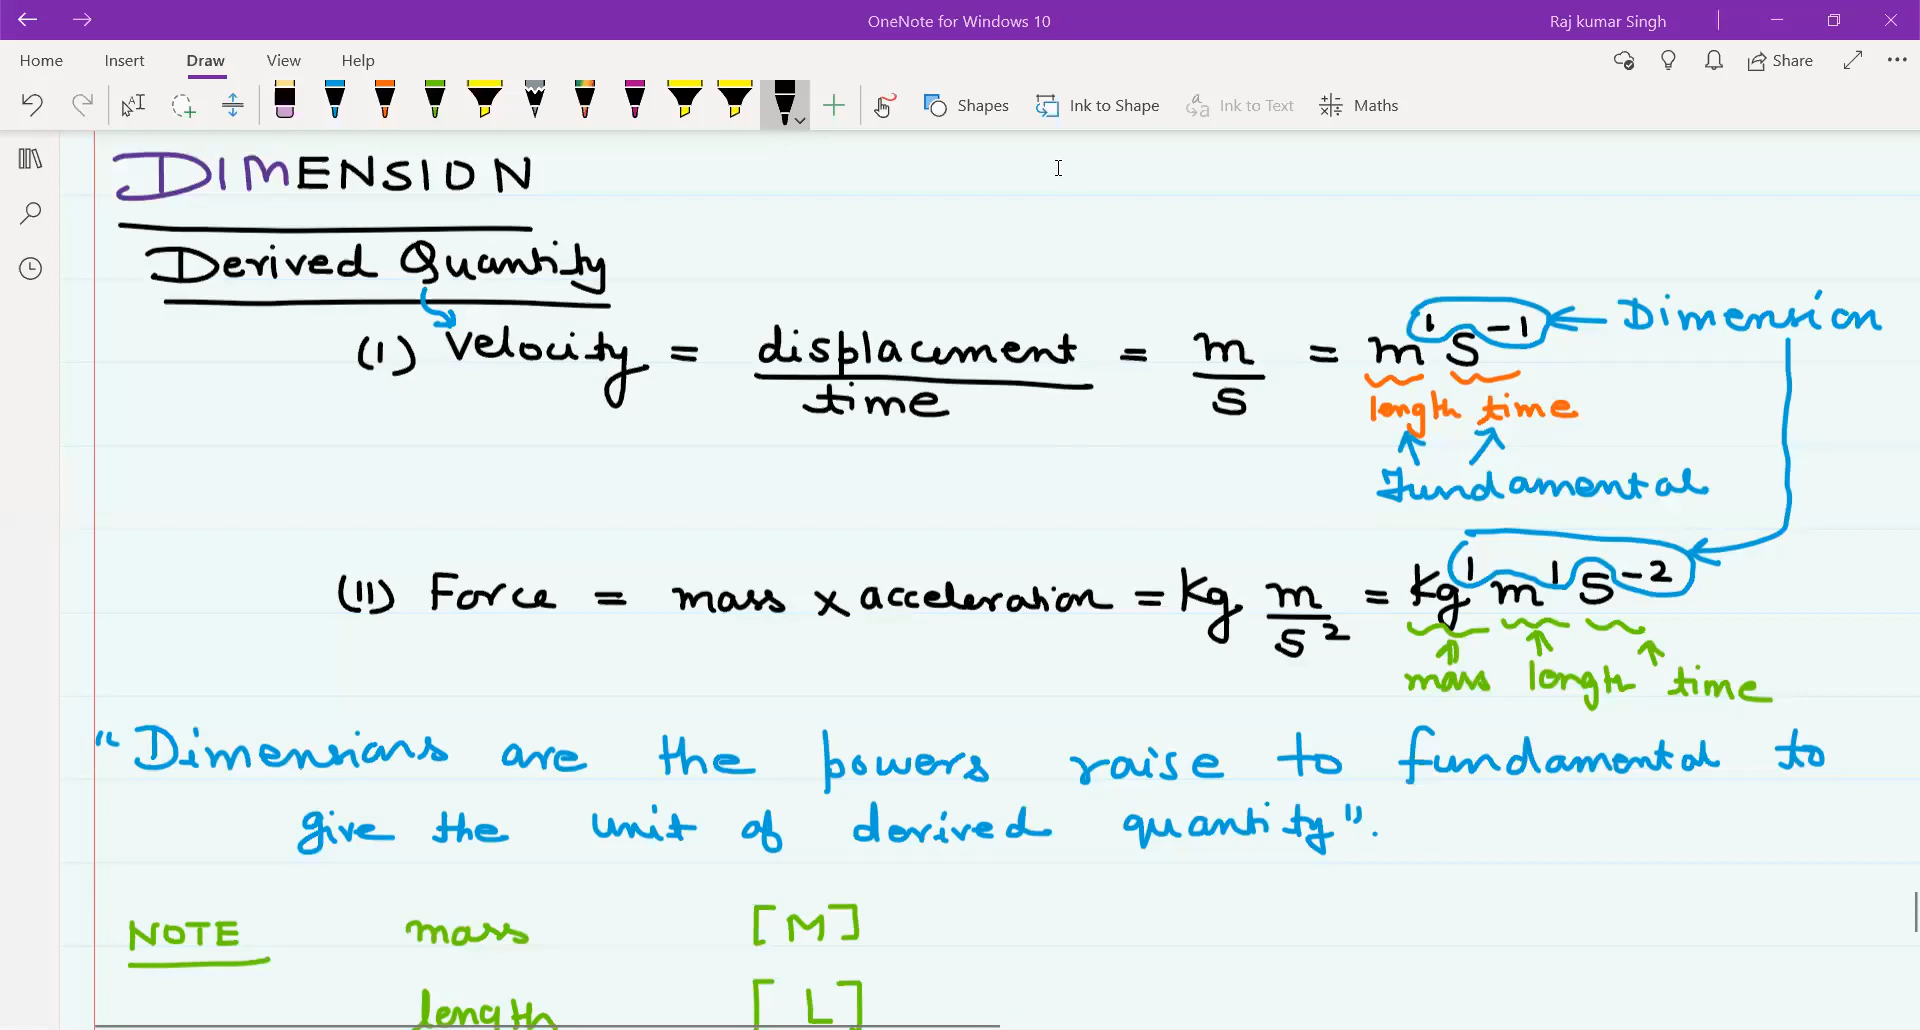 OneNote for Windows 10
Raj kumar Singh
Home Insert Draw View Help
Share
Shapes Ink to Shape Ink to Text Maths
DIMENSION
Derived Quantity
(I) Velocity = displacement / time = m / s = m¹ s⁻¹ ← Dimension
length time
Fundamental
(II) Force = mass x acceleration = kg m / s² = kg¹ m¹ s⁻²
mass length time
"Dimensions are the powers raise to fundamental to
give the unit of derived quantity".
NOTE mass [M]
length [L]